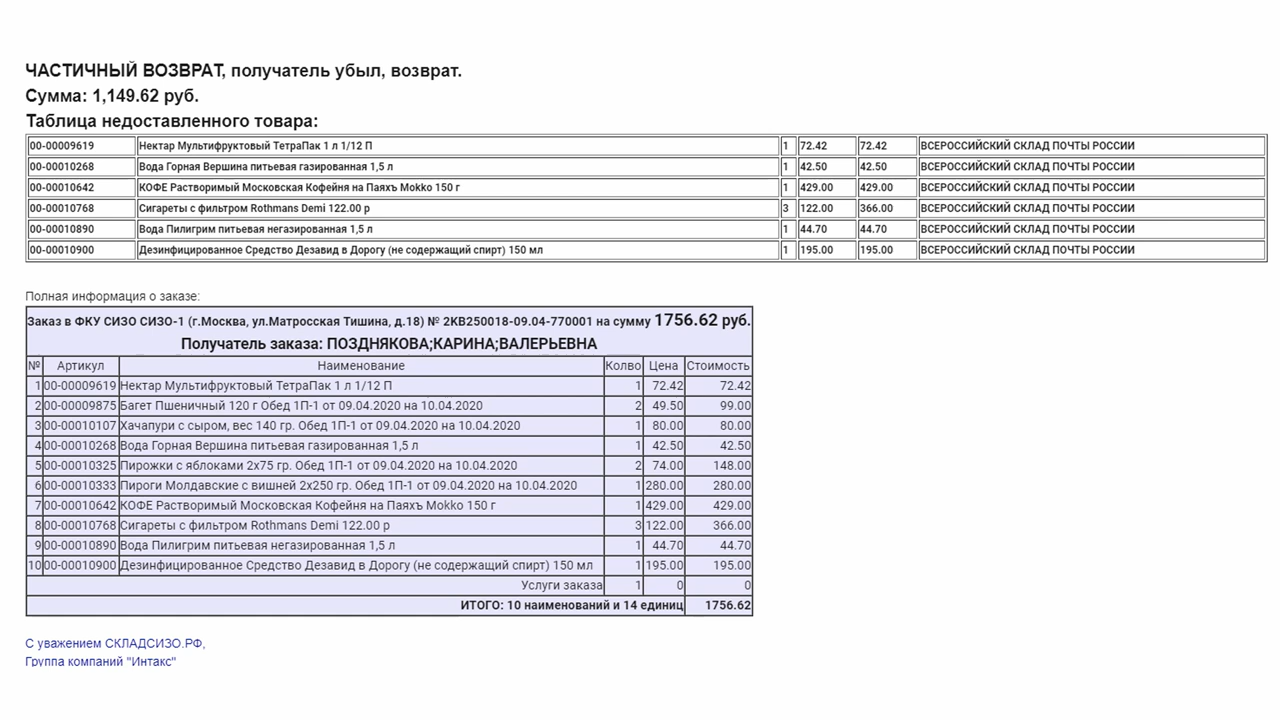 ЧАСТИЧНЫЙ ВОЗВРАТ, получатель убыл, возврат.
Сумма: 1,149.62 руб.
Таблица недоставленного товара:
00-00009619 Нектар Мультифруктовый ТетраПак 1 л 1/12 П 1 72.42 72.42 ВСЕРОССИЙСКИЙ СКЛАД ПОЧТЫ РОССИИ
00-00010268 Вода Горная Вершина питьевая газированная 1,5 л 1 42.50 42.50 ВСЕРОССИЙСКИЙ СКЛАД ПОЧТЫ РОССИИ
00-00010642 КОФЕ Растворимый Московская Кофейня на Паяхъ Mokko 150 г 1 429.00 429.00 ВСЕРОССИЙСКИЙ СКЛАД ПОЧТЫ РОССИИ
00-00010768 Сигареты с фильтром Rothmans Demi 122.00 р 3 122.00 366.00 ВСЕРОССИЙСКИЙ СКЛАД ПОЧТЫ РОССИИ
00-00010890 Вода Пилигрим питьевая негазированная 1,5 л 1 44.70 44.70 ВСЕРОССИЙСКИЙ СКЛАД ПОЧТЫ РОССИИ
00-00010900 Дезинфицированное Средство Дезавид в Дорогу (не содержащий спирт) 150 мл 1 195.00 195.00 ВСЕРОССИЙСКИЙ СКЛАД ПОЧТЫ РОССИИ
Полная информация о заказе:
Заказ в ФКУ СИЗО СИЗО-1 (г.Москва, ул.Матросская Тишина, д.18) № 2KB250018-09.04-770001 на сумму 1756.62 руб.
Получатель заказа: ПОЗДНЯКОВА;КАРИНА;ВАЛЕРЬЕВНА
№ Артикул Наименование Колво Цена Стоимость
1 00-00009619 Нектар Мультифруктовый ТетраПак 1 л 1/12 П 1 72.42 72.42
2 00-00009875 Багет Пшеничный 120 г Обед 1П-1 от 09.04.2020 на 10.04.2020 2 49.50 99.00
3 00-00010107 Хачапури с сыром, вес 140 гр. Обед 1П-1 от 09.04.2020 на 10.04.2020 1 80.00 80.00
4 00-00010268 Вода Горная Вершина питьевая газированная 1,5 л 1 42.50 42.50
5 00-00010325 Пирожки с яблоками 2х75 гр. Обед 1П-1 от 09.04.2020 на 10.04.2020 2 74.00 148.00
6 00-00010333 Пироги Молдавские с вишней 2х250 гр. Обед 1П-1 от 09.04.2020 на 10.04.2020 1 280.00 280.00
7 00-00010642 КОФЕ Растворимый Московская Кофейня на Паяхъ Mokko 150 г 1 429.00 429.00
8 00-00010768 Сигареты с фильтром Rothmans Demi 122.00 р 3 122.00 366.00
9 00-00010890 Вода Пилигрим питьевая негазированная 1,5 л 1 44.70 44.70
10 00-00010900 Дезинфицированное Средство Дезавид в Дорогу (не содержащий спирт) 150 мл 1 195.00 195.00
Услуги заказа 1 0 0
ИТОГО: 10 наименований и 14 единиц 1756.62
С уважением СКЛАДСИЗО.РФ,
Группа компаний "Интакс"